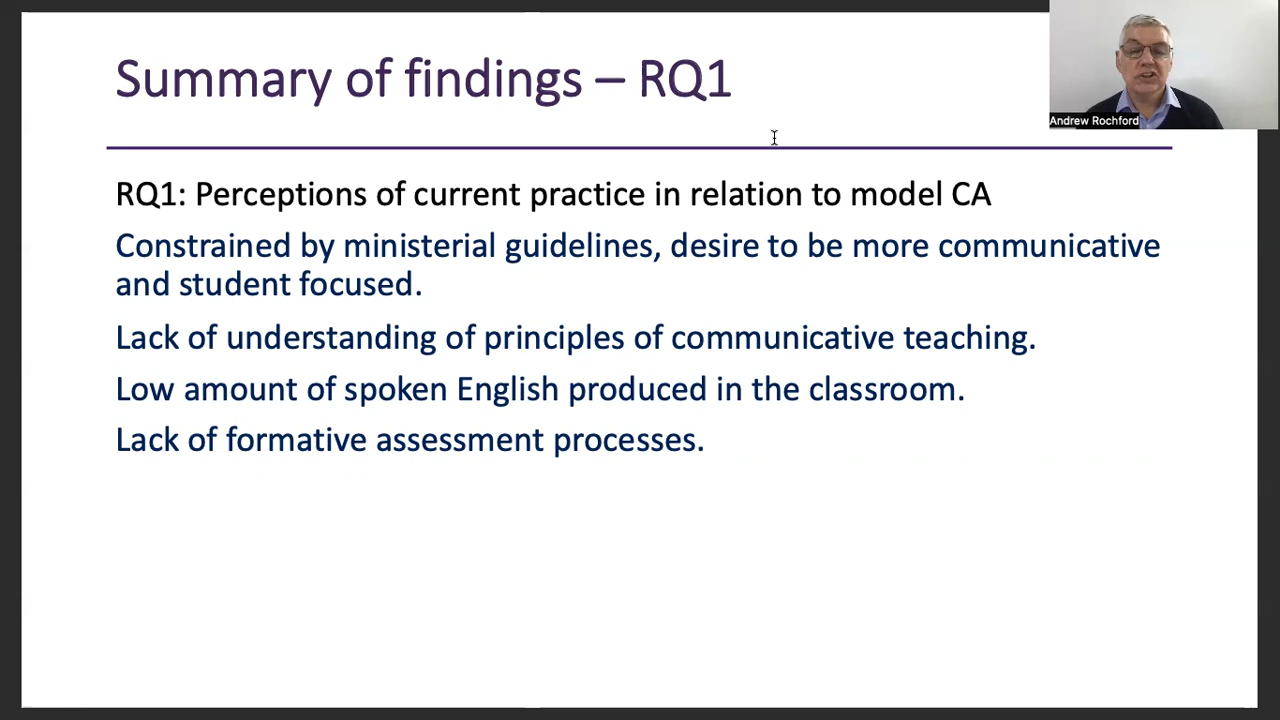 Summary of findings – RQ1
Andrew Rochford
RQ1: Perceptions of current practice in relation to model CA
Constrained by ministerial guidelines, desire to be more communicative
and student focused.
Lack of understanding of principles of communicative teaching.
Low amount of spoken English produced in the classroom.
Lack of formative assessment processes.